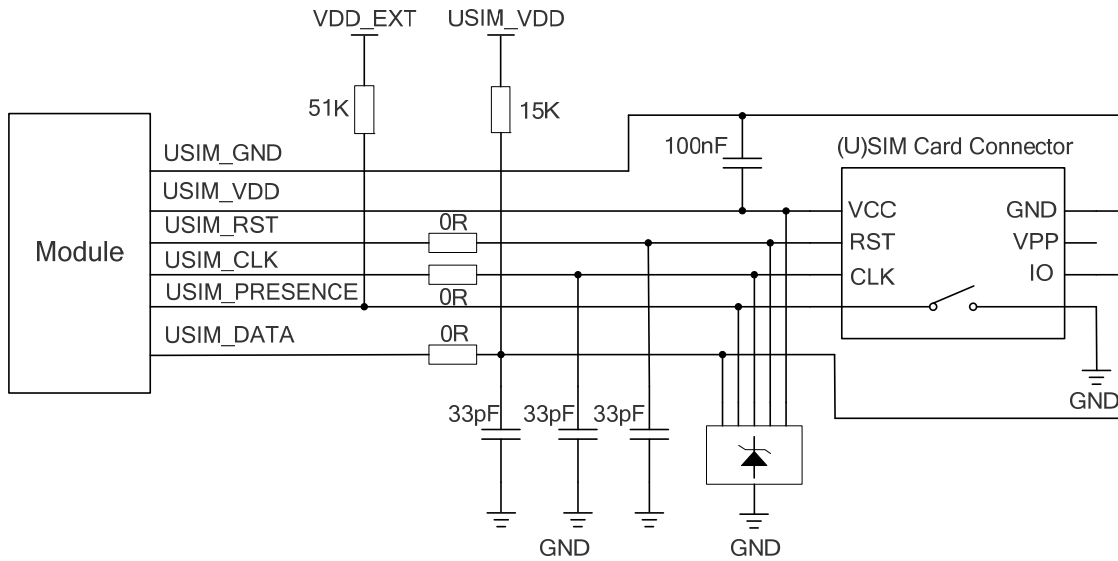 VDD_EXT
USIM_VDD
51K
15K
100nF
(U)SIM Card Connector
Module
USIM_GND
USIM_VDD
USIM_RST
USIM_CLK
USIM_PRESENCE
USIM_DATA
0R
0R
0R
VCC
RST
CLK
GND
VPP
IO
GND
33pF
33pF
33pF
GND
GND